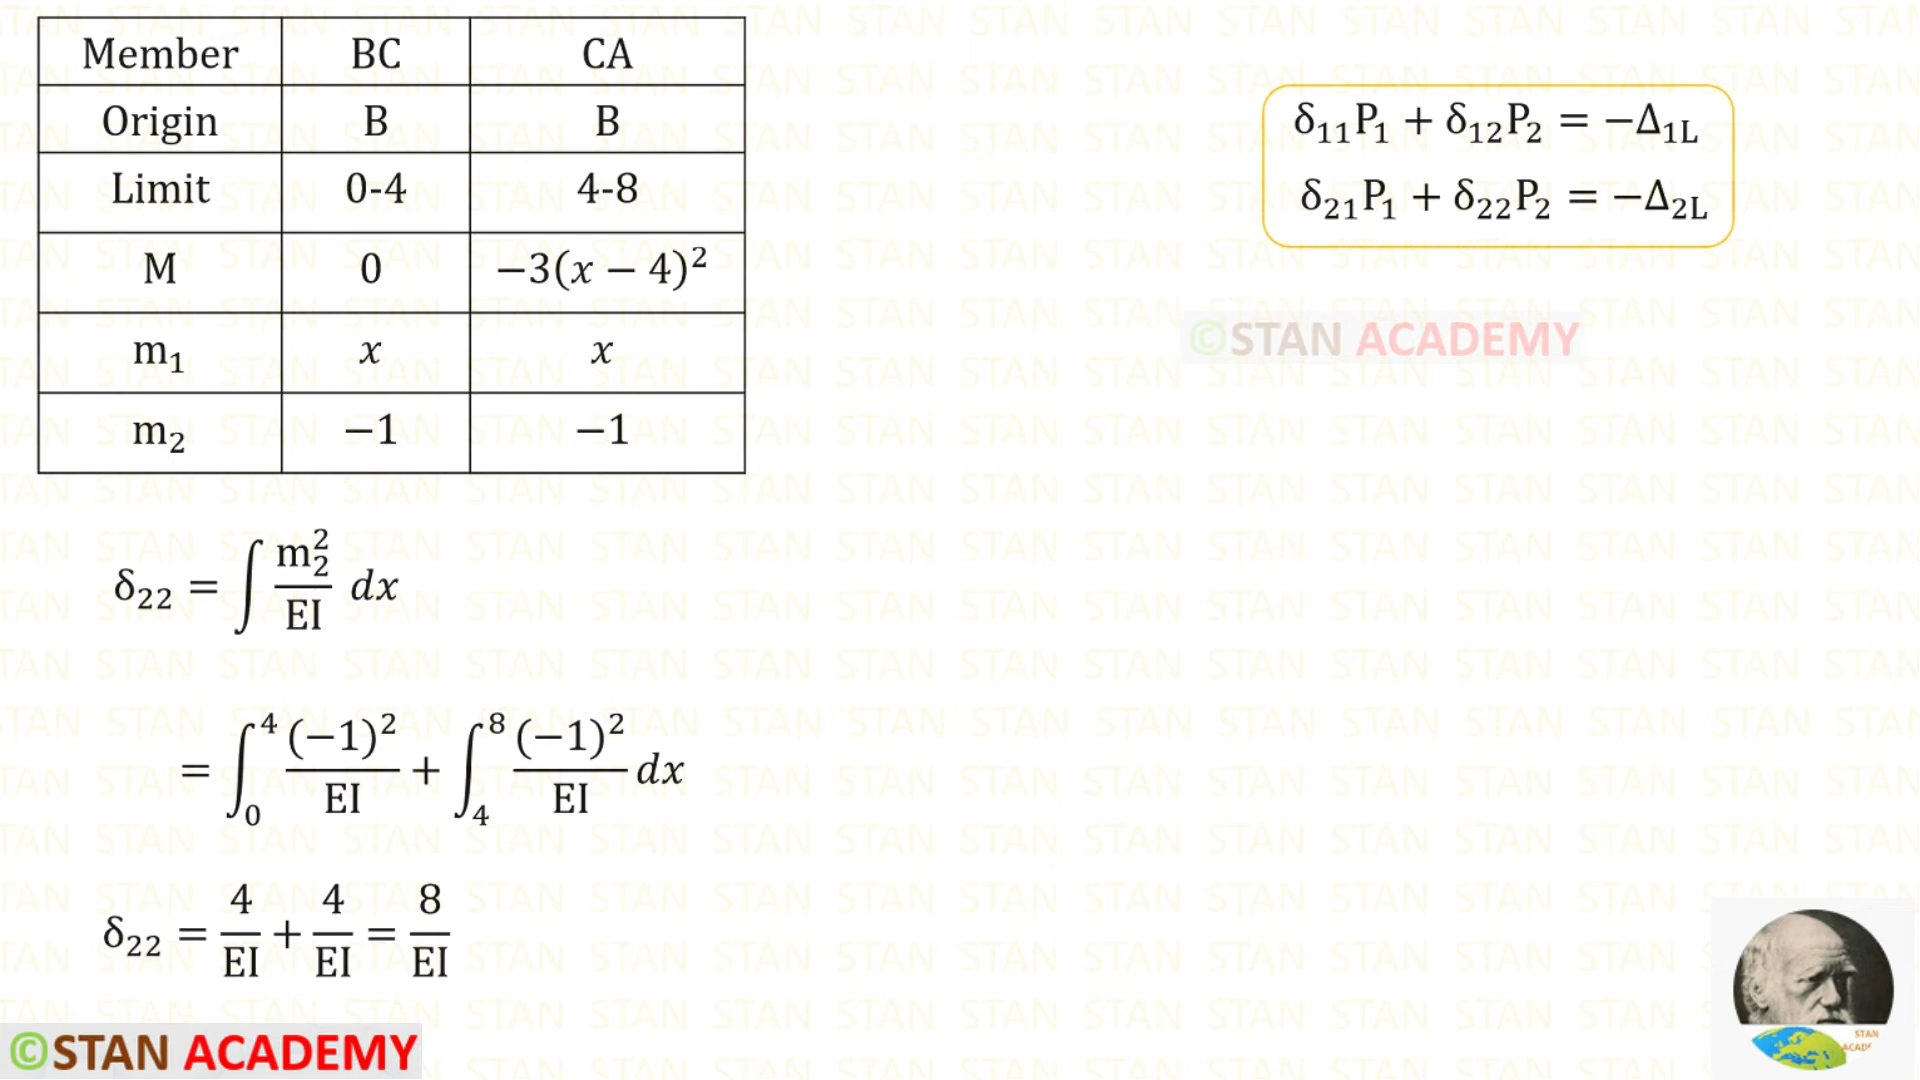 Member BC CA
Origin B B
Limit 0-4 4-8
M 0 −3(x − 4)²
m₁ x x
m₂ −1 −1
δ₁₁P₁ + δ₁₂P₂ = −Δ₁L
δ₂₁P₁ + δ₂₂P₂ = −Δ₂L
©STAN ACADEMY
δ₂₂ = ∫ m₂²/EI dx
= ∫₀⁴ (−1)²/EI + ∫₄⁸ (−1)²/EI dx
δ₂₂ = 4/EI + 4/EI = 8/EI
©STAN ACADEMY
STAN